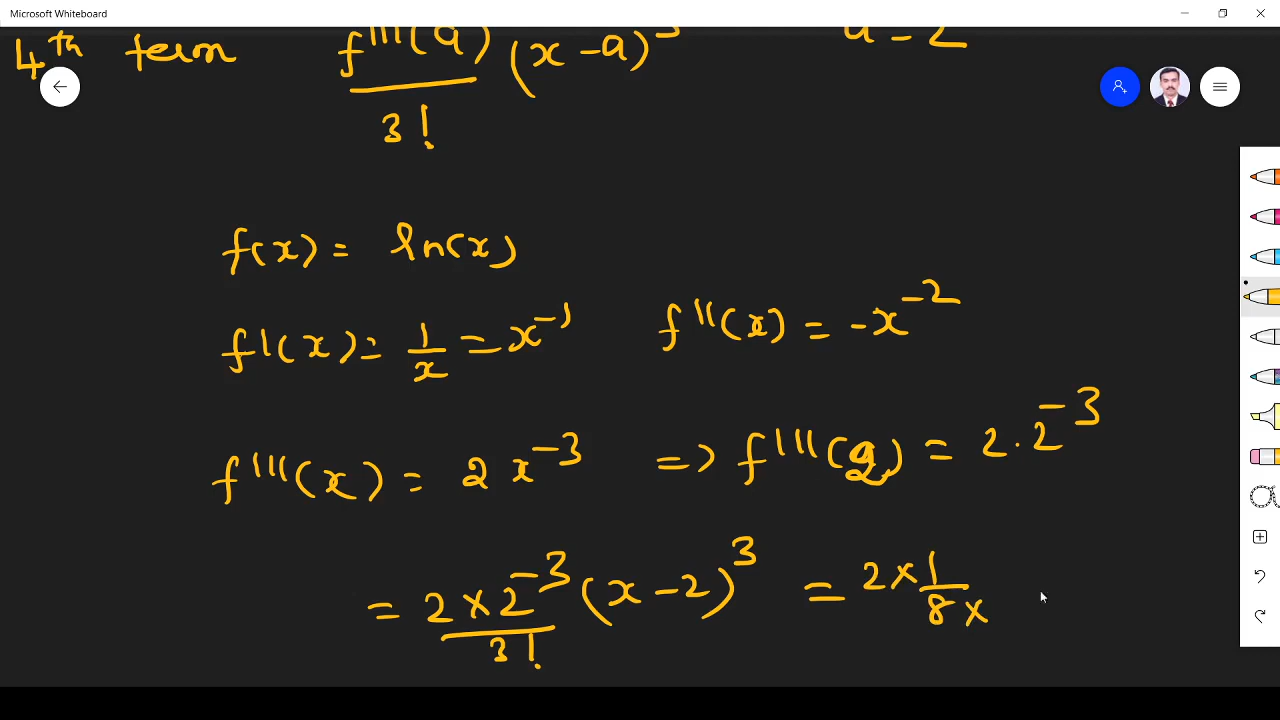 Microsoft Whiteboard
4th term f'''(a)/3! (x-a)³ a = 2
f(x) = ln(x)
f'(x) = 1/x = x⁻¹ f''(x) = -x⁻²
f'''(x) = 2 x⁻³ => f'''(2) = 2 · 2⁻³
= 2 × 2⁻³/3! (x-2)³ = 2 × 1/8 ×